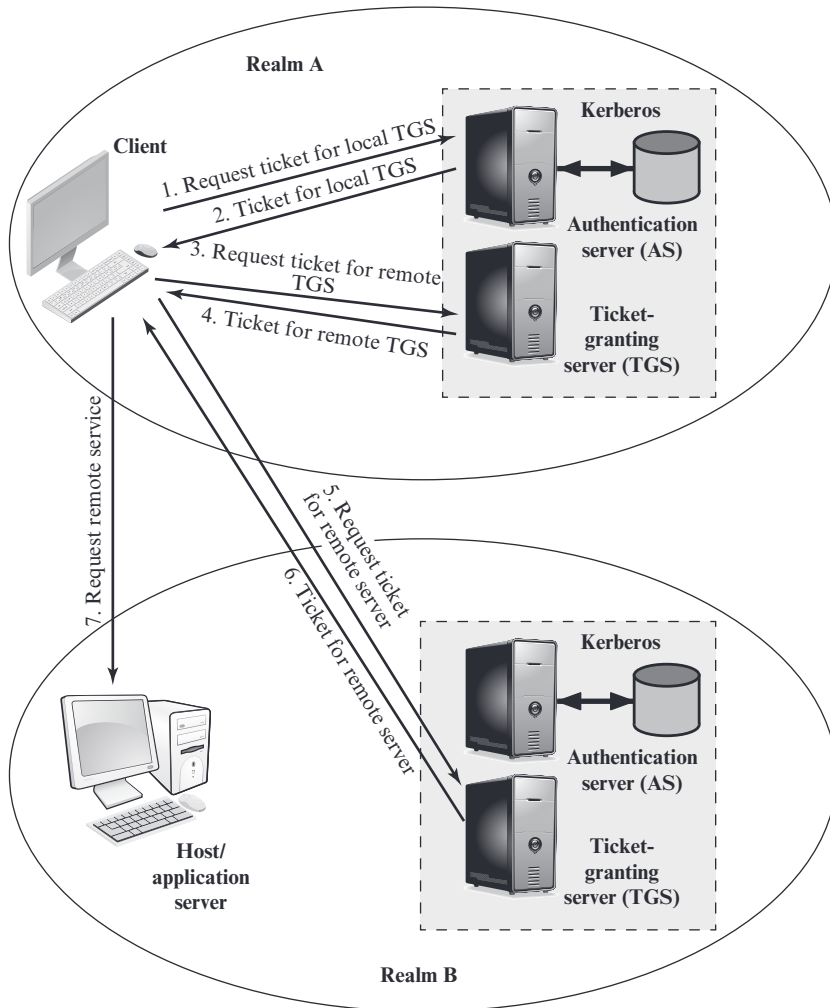 Realm A
Client
Kerberos
1. Request ticket for local TGS
2. Ticket for local TGS
Authentication
server (AS)
3. Request ticket for remote
TGS
4. Ticket for remote TGS
Ticket-
granting
server (TGS)
5. Request ticket
for remote server
6. Ticket for remote server
7. Request remote service
Kerberos
Authentication
server (AS)
Host/
application
server
Ticket-
granting
server (TGS)
Realm B